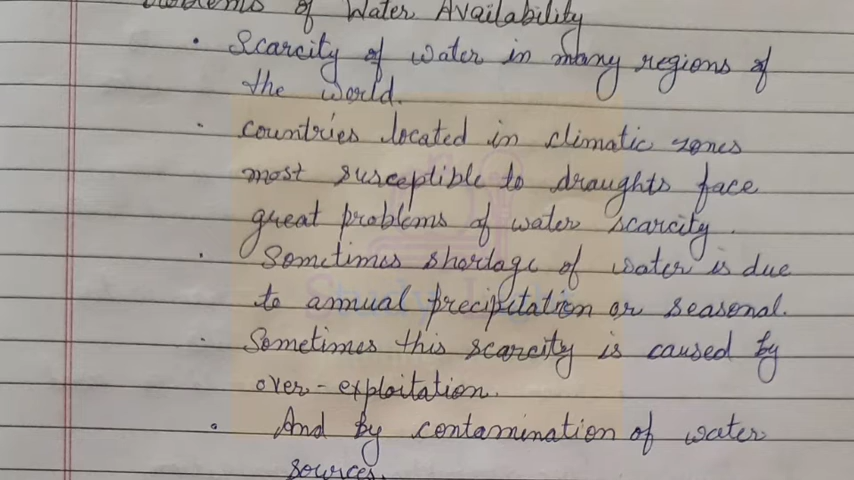 Problems of Water Availability
• Scarcity of water in many regions of
the world.
• countries located in climatic zones
most susceptible to draughts face
great problems of water scarcity.
• Sometimes shortage of water is due
to annual precipitation or seasonal.
• Sometimes this scarcity is caused by
over-exploitation.
• And by contamination of water
sources.